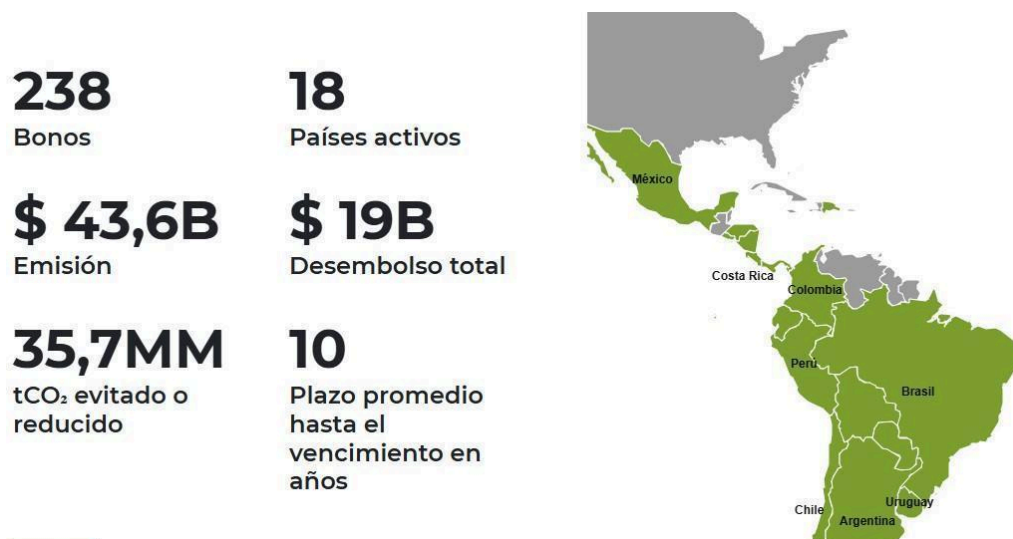 238
Bonos
18
Países activos
$ 43,6B
Emisión
$ 19B
Desembolso total
35,7MM
tCO₂ evitado o
reducido
10
Plazo promedio
hasta el
vencimiento en
años
México
Costa Rica
Colombia
Perú
Brasil
Uruguay
Chile
Argentina